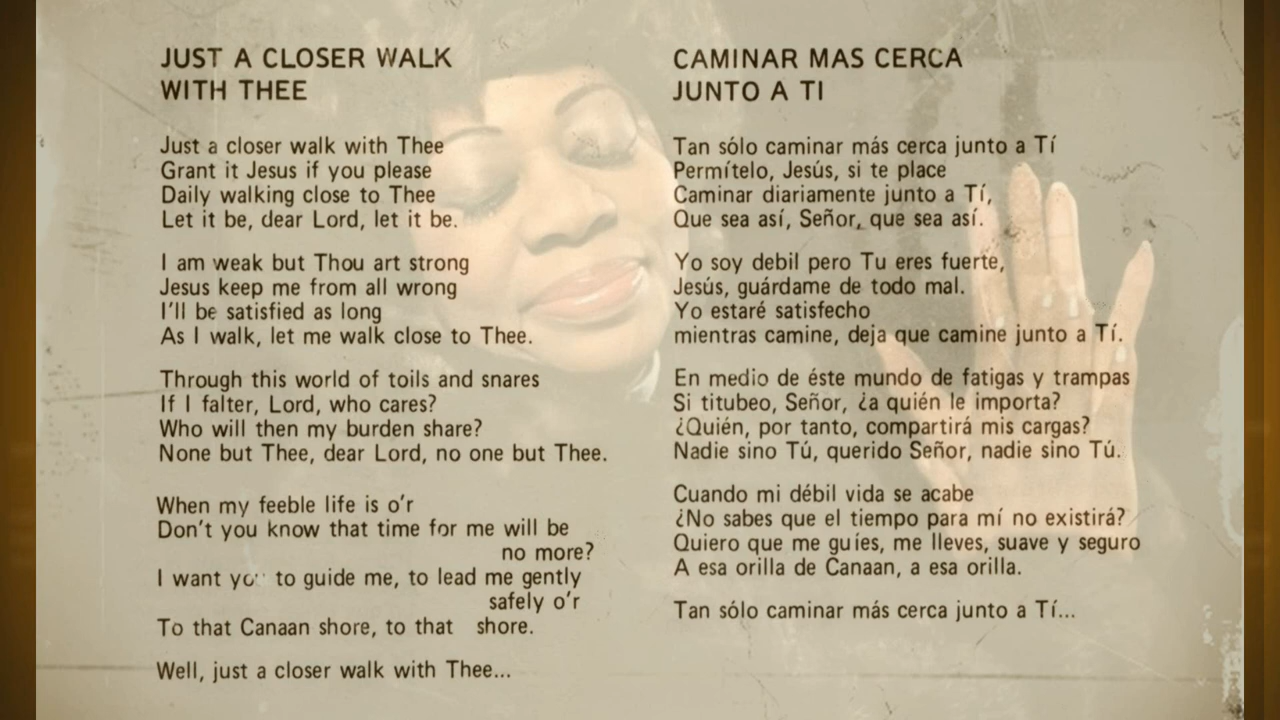 JUST A CLOSER WALK
WITH THEE
Just a closer walk with Thee
Grant it Jesus if you please
Daily walking close to Thee
Let it be, dear Lord, let it be.
I am weak but Thou art strong
Jesus keep me from all wrong
I'll be satisfied as long
As I walk, let me walk close to Thee.
Through this world of toils and snares
If I falter, Lord, who cares?
Who will then my burden share?
None but Thee, dear Lord, no one but Thee.
When my feeble life is o'r
Don't you know that time for me will be
no more?
I want to guide me, to lead me gently
safely o'r
To that Canaan shore, to that shore.
Well, just a closer walk with Thee...
CAMINAR MAS CERCA
JUNTO A TI
Tan sólo caminar más cerca junto a Tí
Permítelo, Jesús, si te place
Caminar diariamente junto a Tí,
Que sea así, Señor, que sea así.
Yo soy debil pero Tu eres fuerte,
Jesús, guárdame de todo mal.
Yo estaré satisfecho
mientras camine, deja que camine junto a Tí.
En medio de éste mundo de fatigas y trampas
Si titubeo, Señor, ¿a quién le importa?
¿Quién, por tanto, compartirá mis cargas?
Nadie sino Tú, querido Señor, nadie sino Tú.
Cuando mi débil vida se acabe
¿No sabes que el tiempo para mí no existirá?
Quiero que me guíes, me lleves, suave y seguro
A esa orilla de Canaan, a esa orilla.
Tan sólo caminar más cerca junto a Tí...